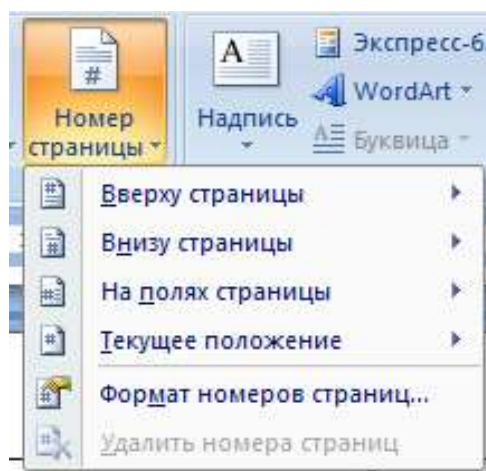 Номер страницы
Надпись
Экспресс-б
WordArt
Буквица
Вверху страницы
Внизу страницы
На полях страницы
Текущее положение
Формат номеров страниц...
Удалить номера страниц